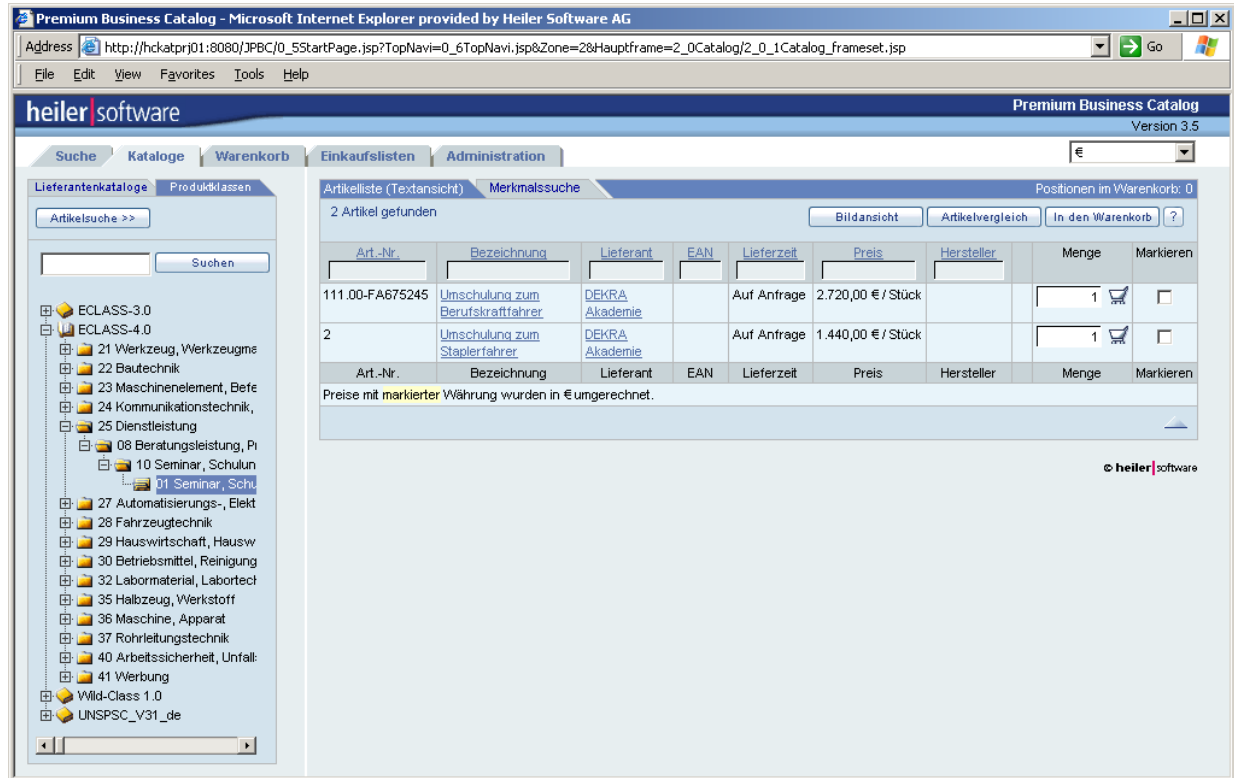 Premium Business Catalog - Microsoft Internet Explorer provided by Heiler Software AG
Address http://hckatprj01:8080/JPBC/0_5StartPage.jsp?TopNavi=0_6TopNavi.jsp&Zone=2&Hauptframe=2_0Catalog/2_0_1Catalog_frameset.jsp Go
File Edit View Favorites Tools Help
heiler software
Premium Business Catalog
Version 3.5
Suche Kataloge Warenkorb Einkaufslisten Administration €
Lieferantenkataloge Produktklassen
Artikelsuche >>
Suchen
ECLASS-3.0
ECLASS-4.0
21 Werkzeug, Werkzeugma
22 Bautechnik
23 Maschinenelement, Befe
24 Kommunikationstechnik,
25 Dienstleistung
08 Beratungsleistung, Pr
10 Seminar, Schulun
01 Seminar, Schu
27 Automatisierungs-, Elekt
28 Fahrzeugtechnik
29 Hauswirtschaft, Hausw
30 Betriebsmittel, Reinigung
32 Labormaterial, Labortech
35 Halbzeug, Werkstoff
36 Maschine, Apparat
37 Rohrleitungstechnik
40 Arbeitssicherheit, Unfall
41 Werbung
Wild-Class 1.0
UNSPSC_V31_de
Artikelliste (Textansicht) Merkmalssuche Positionen im Warenkorb: 0
2 Artikel gefunden Bildansicht Artikelvergleich In den Warenkorb ?
Art.-Nr. Bezeichnung Lieferant EAN Lieferzeit Preis Hersteller Menge Markieren
111.00-FA675245 Umschulung zum DEKRA Auf Anfrage 2.720,00 € / Stück 1
Berufskraftfahrer Akademie
2 Umschulung zum DEKRA Auf Anfrage 1.440,00 € / Stück 1
Staplerfahrer Akademie
Art.-Nr. Bezeichnung Lieferant EAN Lieferzeit Preis Hersteller Menge Markieren
Preise mit markierter Währung wurden in € umgerechnet.
© heiler software